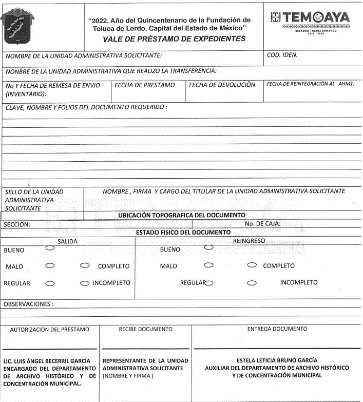 "2022. Año del Quincentenario de la Fundación de
Toluca de Lerdo, Capital del Estado de México"
VALE DE PRÉSTAMO DE EXPEDIENTES
TEMOAYA
NOMBRE DE LA UNIDAD ADMINISTRATIVA SOLICITANTE:
COD. IDEN.
NOMBRE DE LA UNIDAD ADMINISTRATIVA QUE REALIZO LA TRANSFERENCIA:
No Y FECHA DE REMESA DE ENVIO (INVENTARIO):
FECHA DE PRESTAMO
FECHA DE DEVOLUCIÓN
FECHA DE REINTEGRACIÓN AL AHMT:
CLAVE, NOMBRE Y FOLIOS DEL DOCUMENTO REQUERIDO :
SELLO DE LA UNIDAD
ADMINISTRATIVA
SOLICITANTE
NOMBRE , FIRMA Y CARGO DEL TITULAR DE LA UNIDAD ADMINISTRATIVA SOLICITANTE
UBICACIÓN TOPOGRAFICA DEL DOCUMENTO
SECCION: No. DE CAJA:
ESTADO FISICO DEL DOCUMENTO
SALIDA REINGRESO
BUENO BUENO
MALO COMPLETO MALO COMPLETO
REGULAR INCOMPLETO REGULAR INCOMPLETO
OBSERVACIONES :
AUTORIZACION DEL PRESTAMO
RECIBE DOCUMENTO
ENTREGA DOCUMENTO
LIC. LUIS ÁNGEL BECERRIL GARCÍA
ENCARGADO DEL DEPARTAMENTO
DE ARCHIVO HISTÓRICO Y DE
CONCENTRACIÓN MUNICIPAL.
REPRESENTANTE DE LA UNIDAD
ADMINISTRATIVA SOLICITANTE
(NOMBRE Y FIRMA )
ESTELA LETICIA BRUNO GARCÍA
AUXILIAR DEL DEPARTAMENTO DE ARCHIVO HISTÓRICO
Y DE CONCENTRACIÓN MUNICIPAL